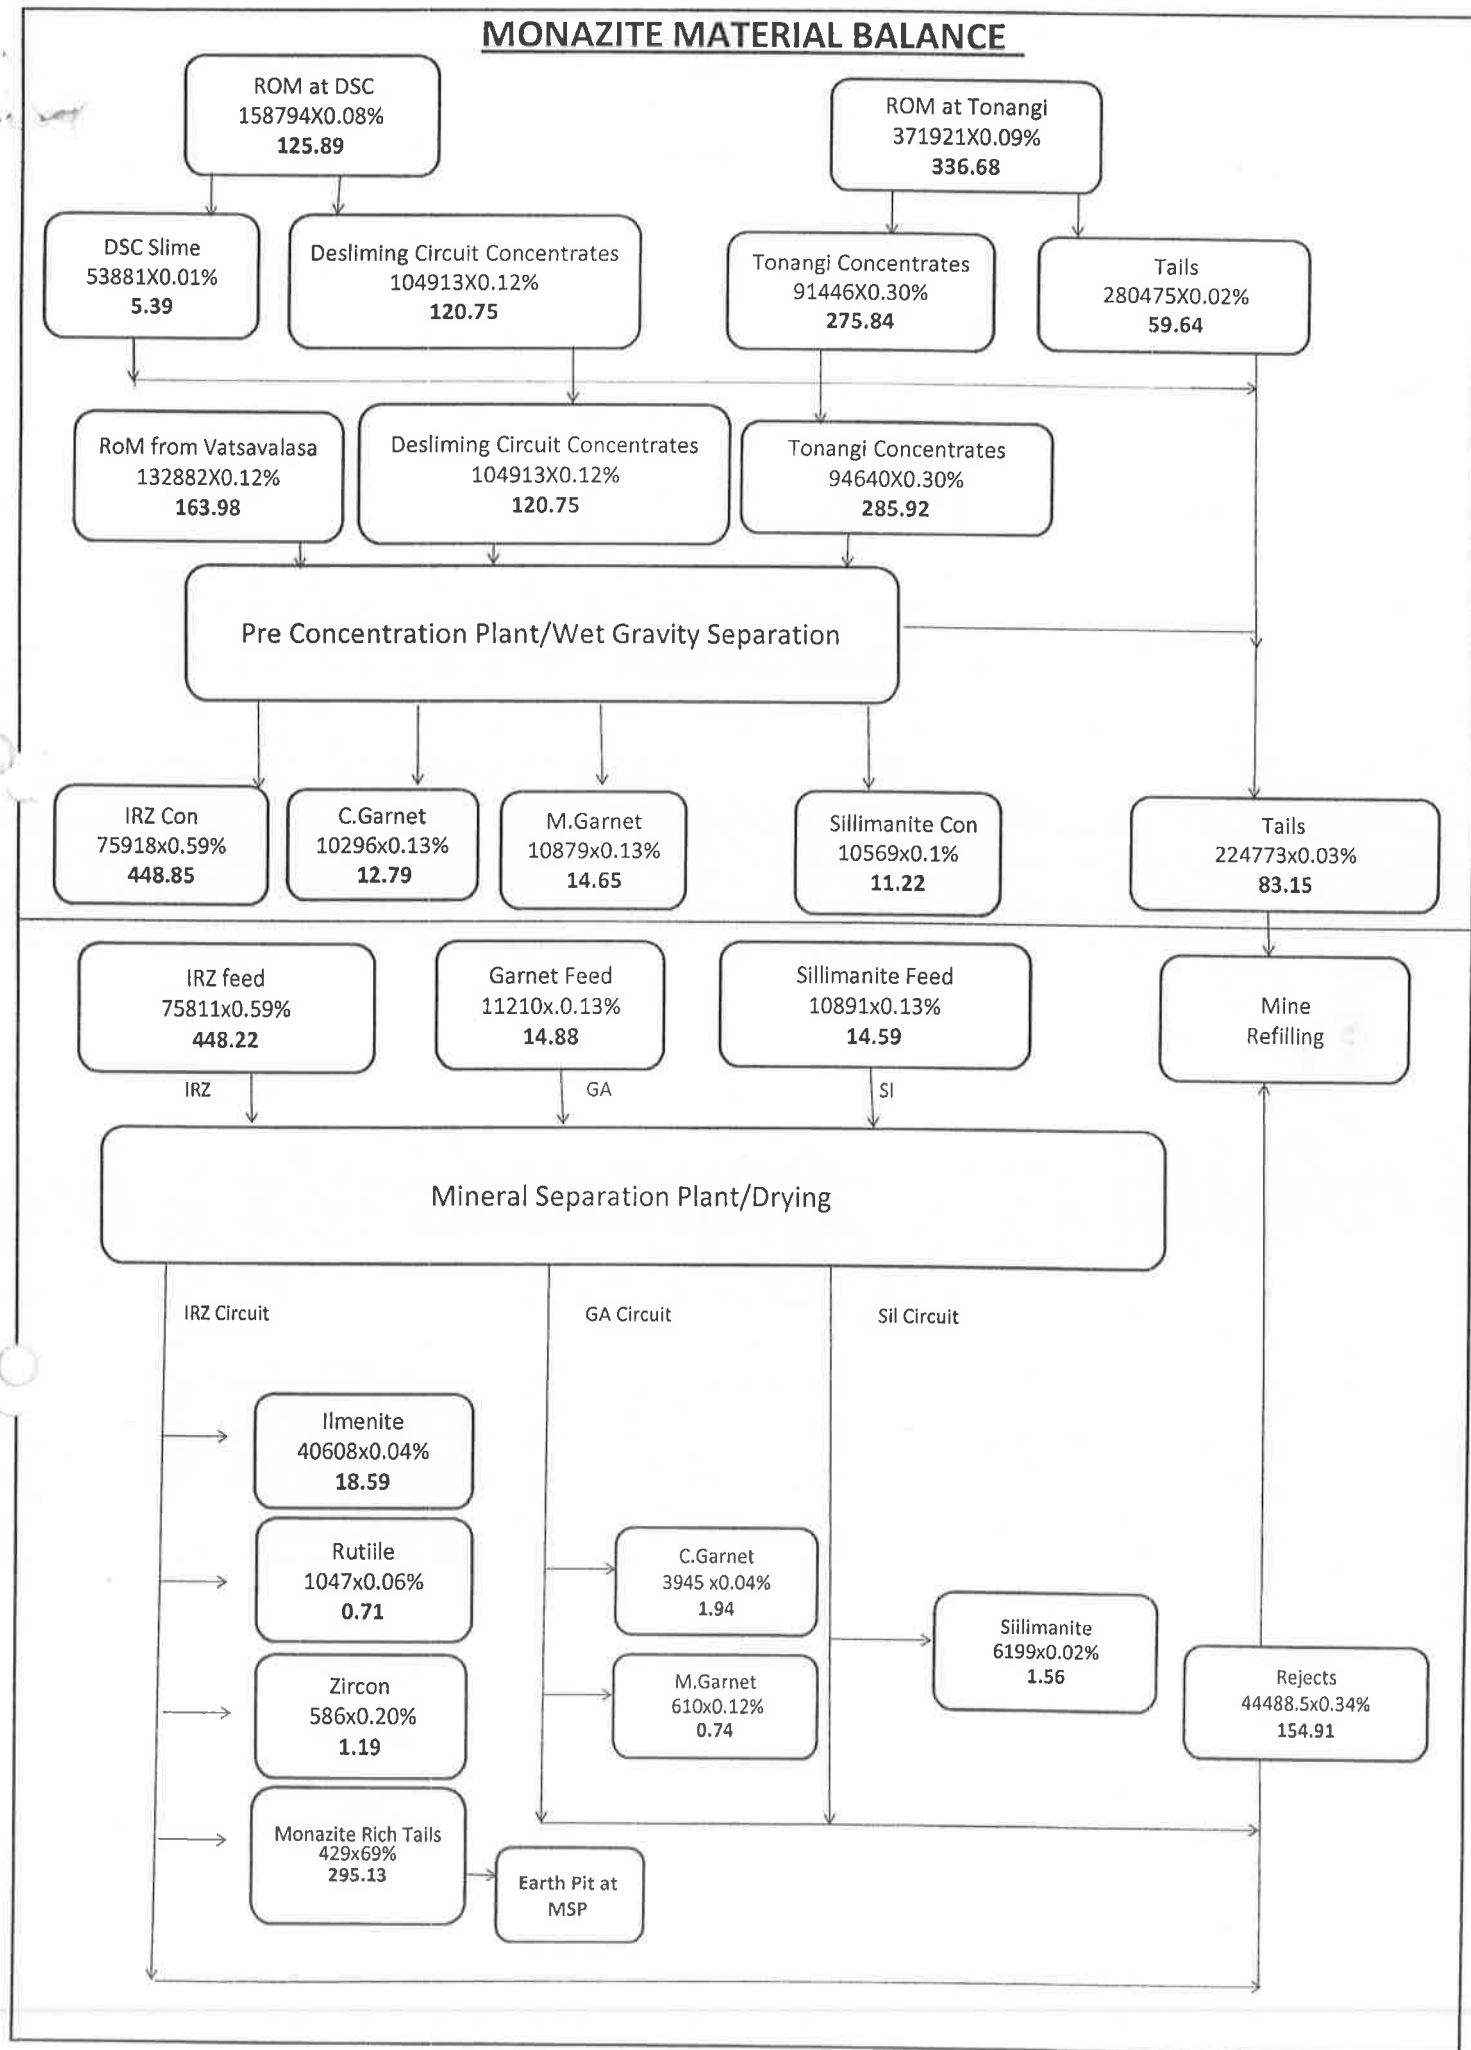 MONAZITE MATERIAL BALANCE
ROM at DSC
158794X0.08%
125.89
ROM at Tonangi
371921X0.09%
336.68
DSC Slime
53881X0.01%
5.39
Desliming Circuit Concentrates
104913X0.12%
120.75
Tonangi Concentrates
91446X0.30%
275.84
Tails
280475X0.02%
59.64
RoM from Vatsavalasa
132882X0.12%
163.98
Desliming Circuit Concentrates
104913X0.12%
120.75
Tonangi Concentrates
94640X0.30%
285.92
Pre Concentration Plant/Wet Gravity Separation
IRZ Con
75918x0.59%
448.85
C.Garnet
10296x0.13%
12.79
M.Garnet
10879x0.13%
14.65
Sillimanite Con
10569x0.1%
11.22
Tails
224773x0.03%
83.15
IRZ feed
75811x0.59%
448.22
Garnet Feed
11210x.0.13%
14.88
Sillimanite Feed
10891x0.13%
14.59
Mine
Refilling
IRZ
GA
SI
Mineral Separation Plant/Drying
IRZ Circuit
GA Circuit
Sil Circuit
Ilmenite
40608x0.04%
18.59
Rutiile
1047x0.06%
0.71
C.Garnet
3945 x0.04%
1.94
Siilimanite
6199x0.02%
1.56
Zircon
586x0.20%
1.19
M.Garnet
610x0.12%
0.74
Rejects
44488.5x0.34%
154.91
Monazite Rich Tails
429x69%
295.13
Earth Pit at
MSP